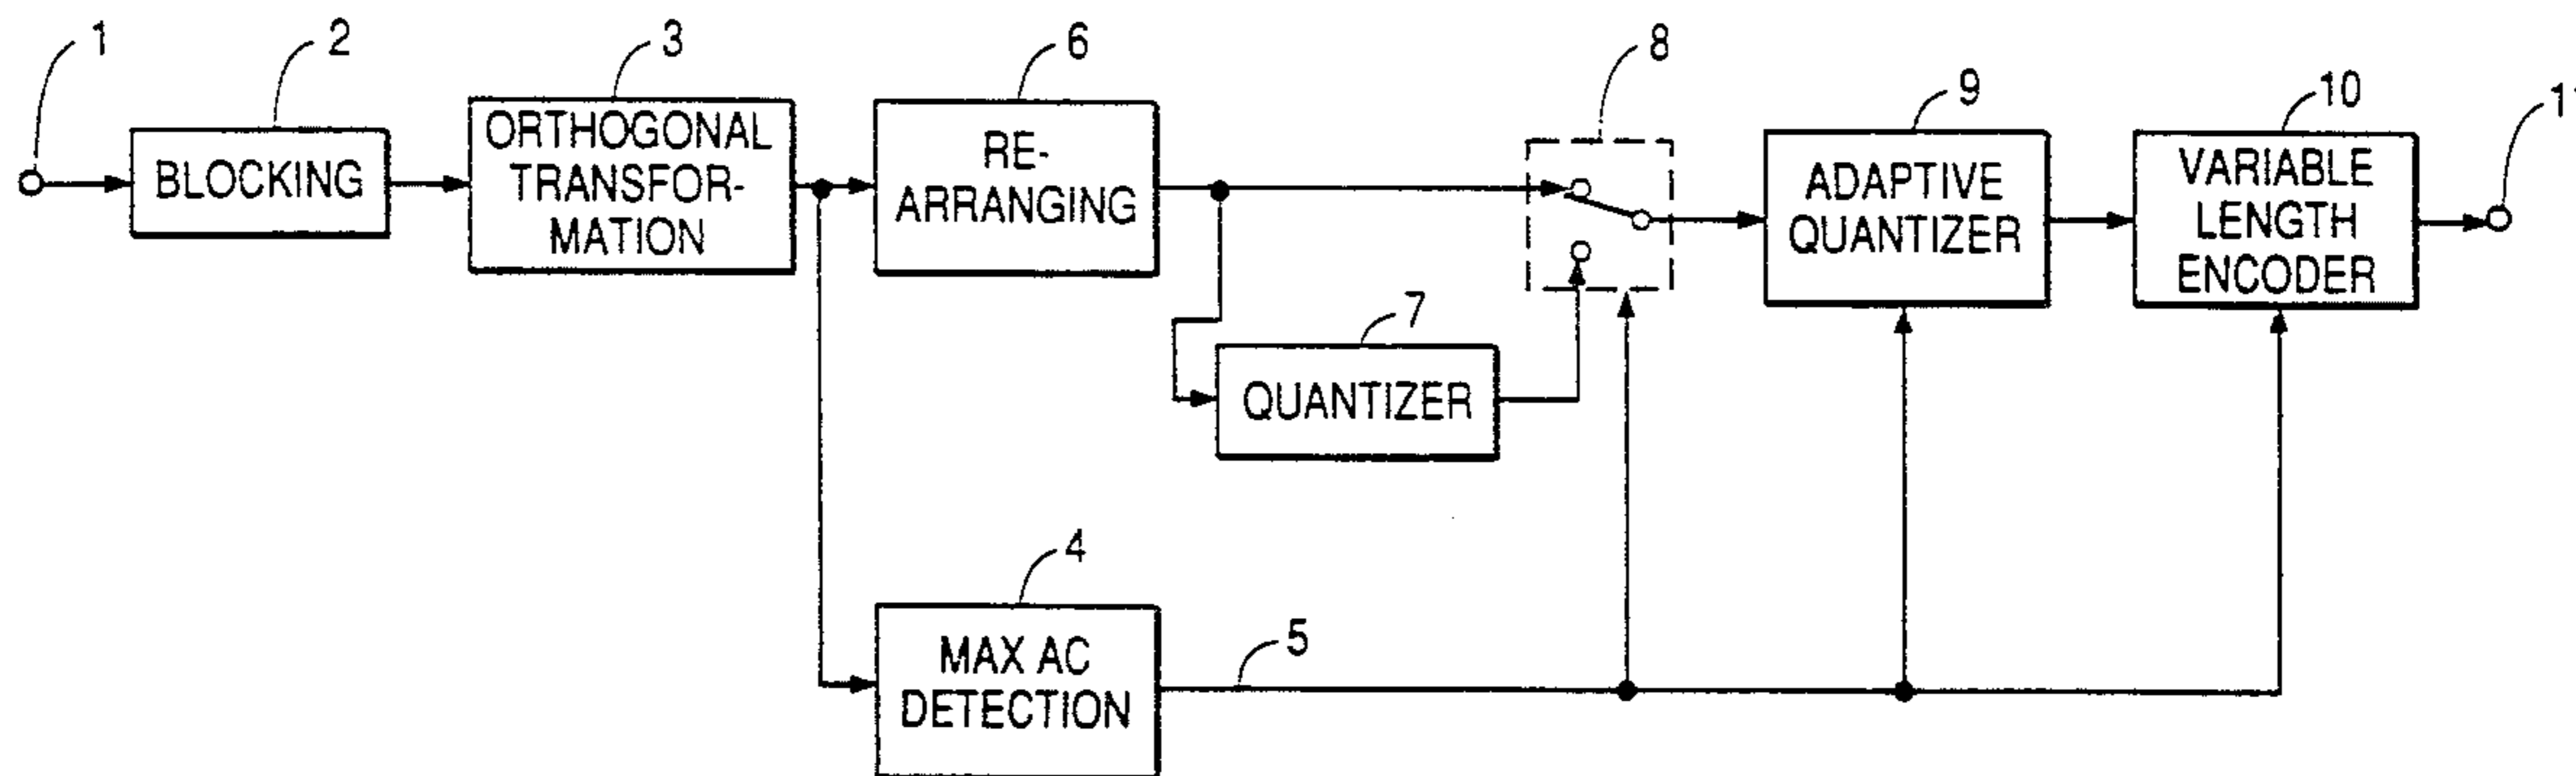 1
2
3
6
8
9
10
11
BLOCKING
ORTHOGONAL
TRANSFOR-
MATION
RE-
ARRANGING
ADAPTIVE
QUANTIZER
VARIABLE
LENGTH
ENCODER
7
QUANTIZER
4
MAX AC
DETECTION
5